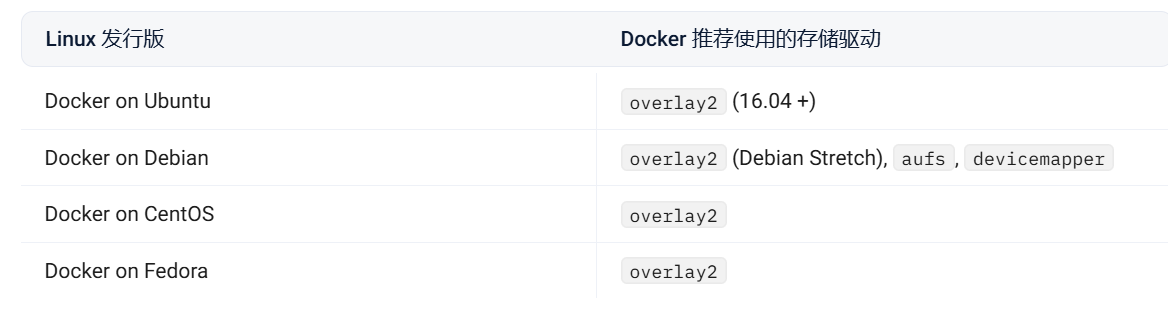 Linux 发行版 Docker 推荐使用的存储驱动
Docker on Ubuntu overlay2 (16.04 +)
Docker on Debian overlay2 (Debian Stretch), aufs, devicemapper
Docker on CentOS overlay2
Docker on Fedora overlay2